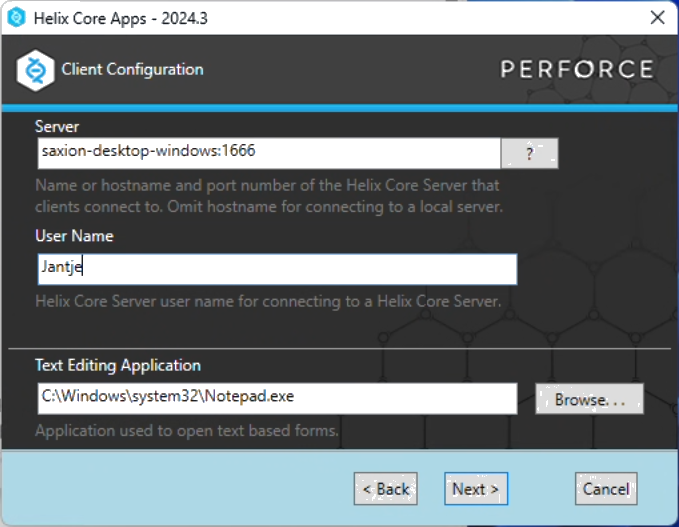 Helix Core Apps - 2024.3
Client Configuration
PERFORCE
Server
saxion-desktop-windows:1666
?
Name or hostname and port number of the Helix Core Server that
clients connect to. Omit hostname for connecting to a local server.
User Name
Jantje
Helix Core Server user name for connecting to a Helix Core Server.
Text Editing Application
C:\Windows\system32\Notepad.exe
Browse. . .
Application used to open text based forms.
< Back
Next >
Cancel